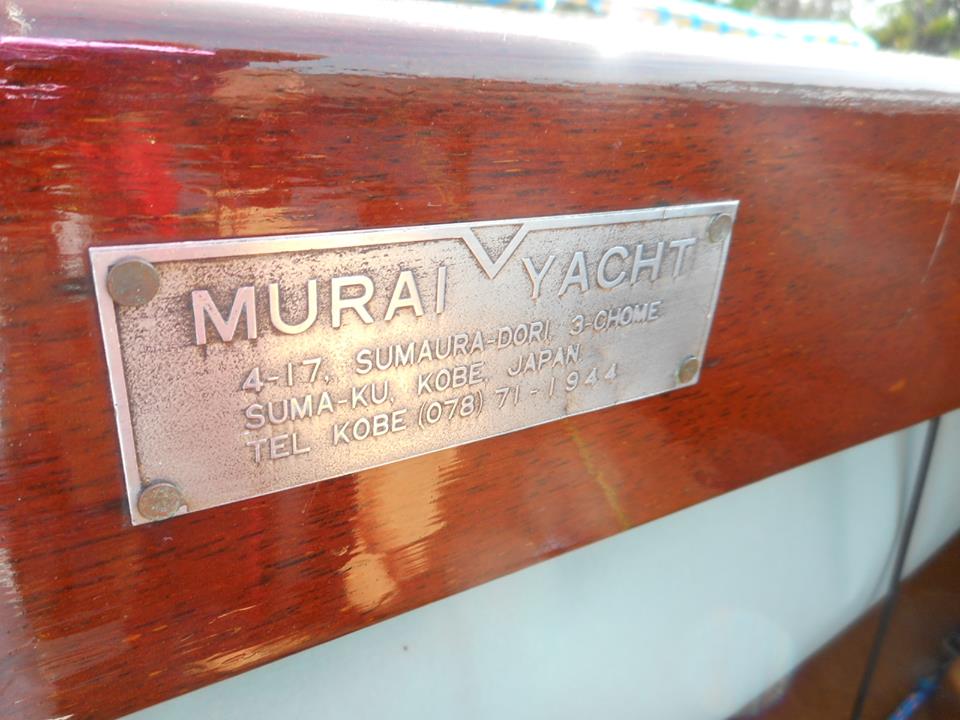 MURAI YACHT
4-17, SUMAURA-DORI, 3-CHOME
SUMA-KU, KOBE, JAPAN.
TEL KOBE (078) 71-1944